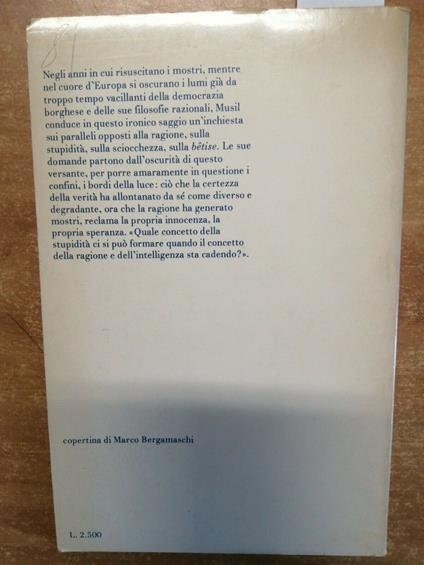 Negli anni in cui risuscitano i mostri, mentre
nel cuore d'Europa si oscurano i lumi già da
troppo tempo vacillanti della democrazia
borghese e delle sue filosofie razionali, Musil
conduce in questo ironico saggio un'inchiesta
sui paralleli opposti alla ragione, sulla
stupidità, sulla sciocchezza, sulla bêtise. Le sue
domande partono dall'oscurità di questo
versante, per porre amaramente in questione i
confini, i bordi della luce: ciò che la certezza
della verità ha allontanato da sé come diverso e
degradante, ora che la ragione ha generato
mostri, reclama la propria innocenza, la
propria speranza. «Quale concetto della
stupidità ci si può formare quando il concetto
della ragione e dell'intelligenza sta cadendo?».
copertina di Marco Bergamaschi
L. 2.500